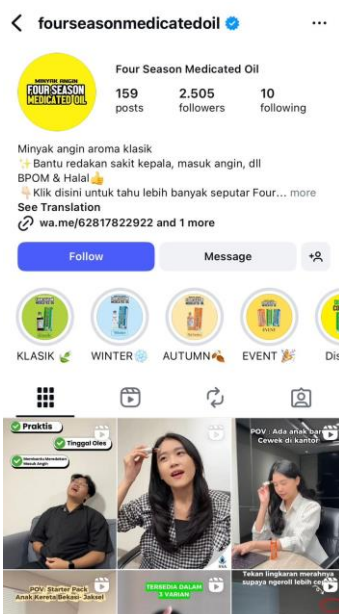 fourseasonmedicatedoil
MINYAK ANGIN
FOUR SEASON
MEDICATED OIL
Four Season Medicated Oil
159
posts
2.505
followers
10
following
Minyak angin aroma klasik
✨Bantu redakan sakit kepala, masuk angin, dll
BPOM & Halal👍
👇Klik disini untuk tahu lebih banyak seputar Four... more
See Translation
wa.me/62817822922 and 1 more
Follow
Message
KLASIK
WINTER❄️
AUTUMN🍂
EVENT🎉
Dis
Praktis
Tinggal Oles
Membantu Meredakan
Masuk Angin
POV : Ada anak bar
Cewek di kantor
POV: Starter Pack
Anak Kereta Bekasi- Jaksel
TERSEDIA DALAM
3 VARIAN
Tekan lingkaran merahnya
supaya ngeroll lebih ce